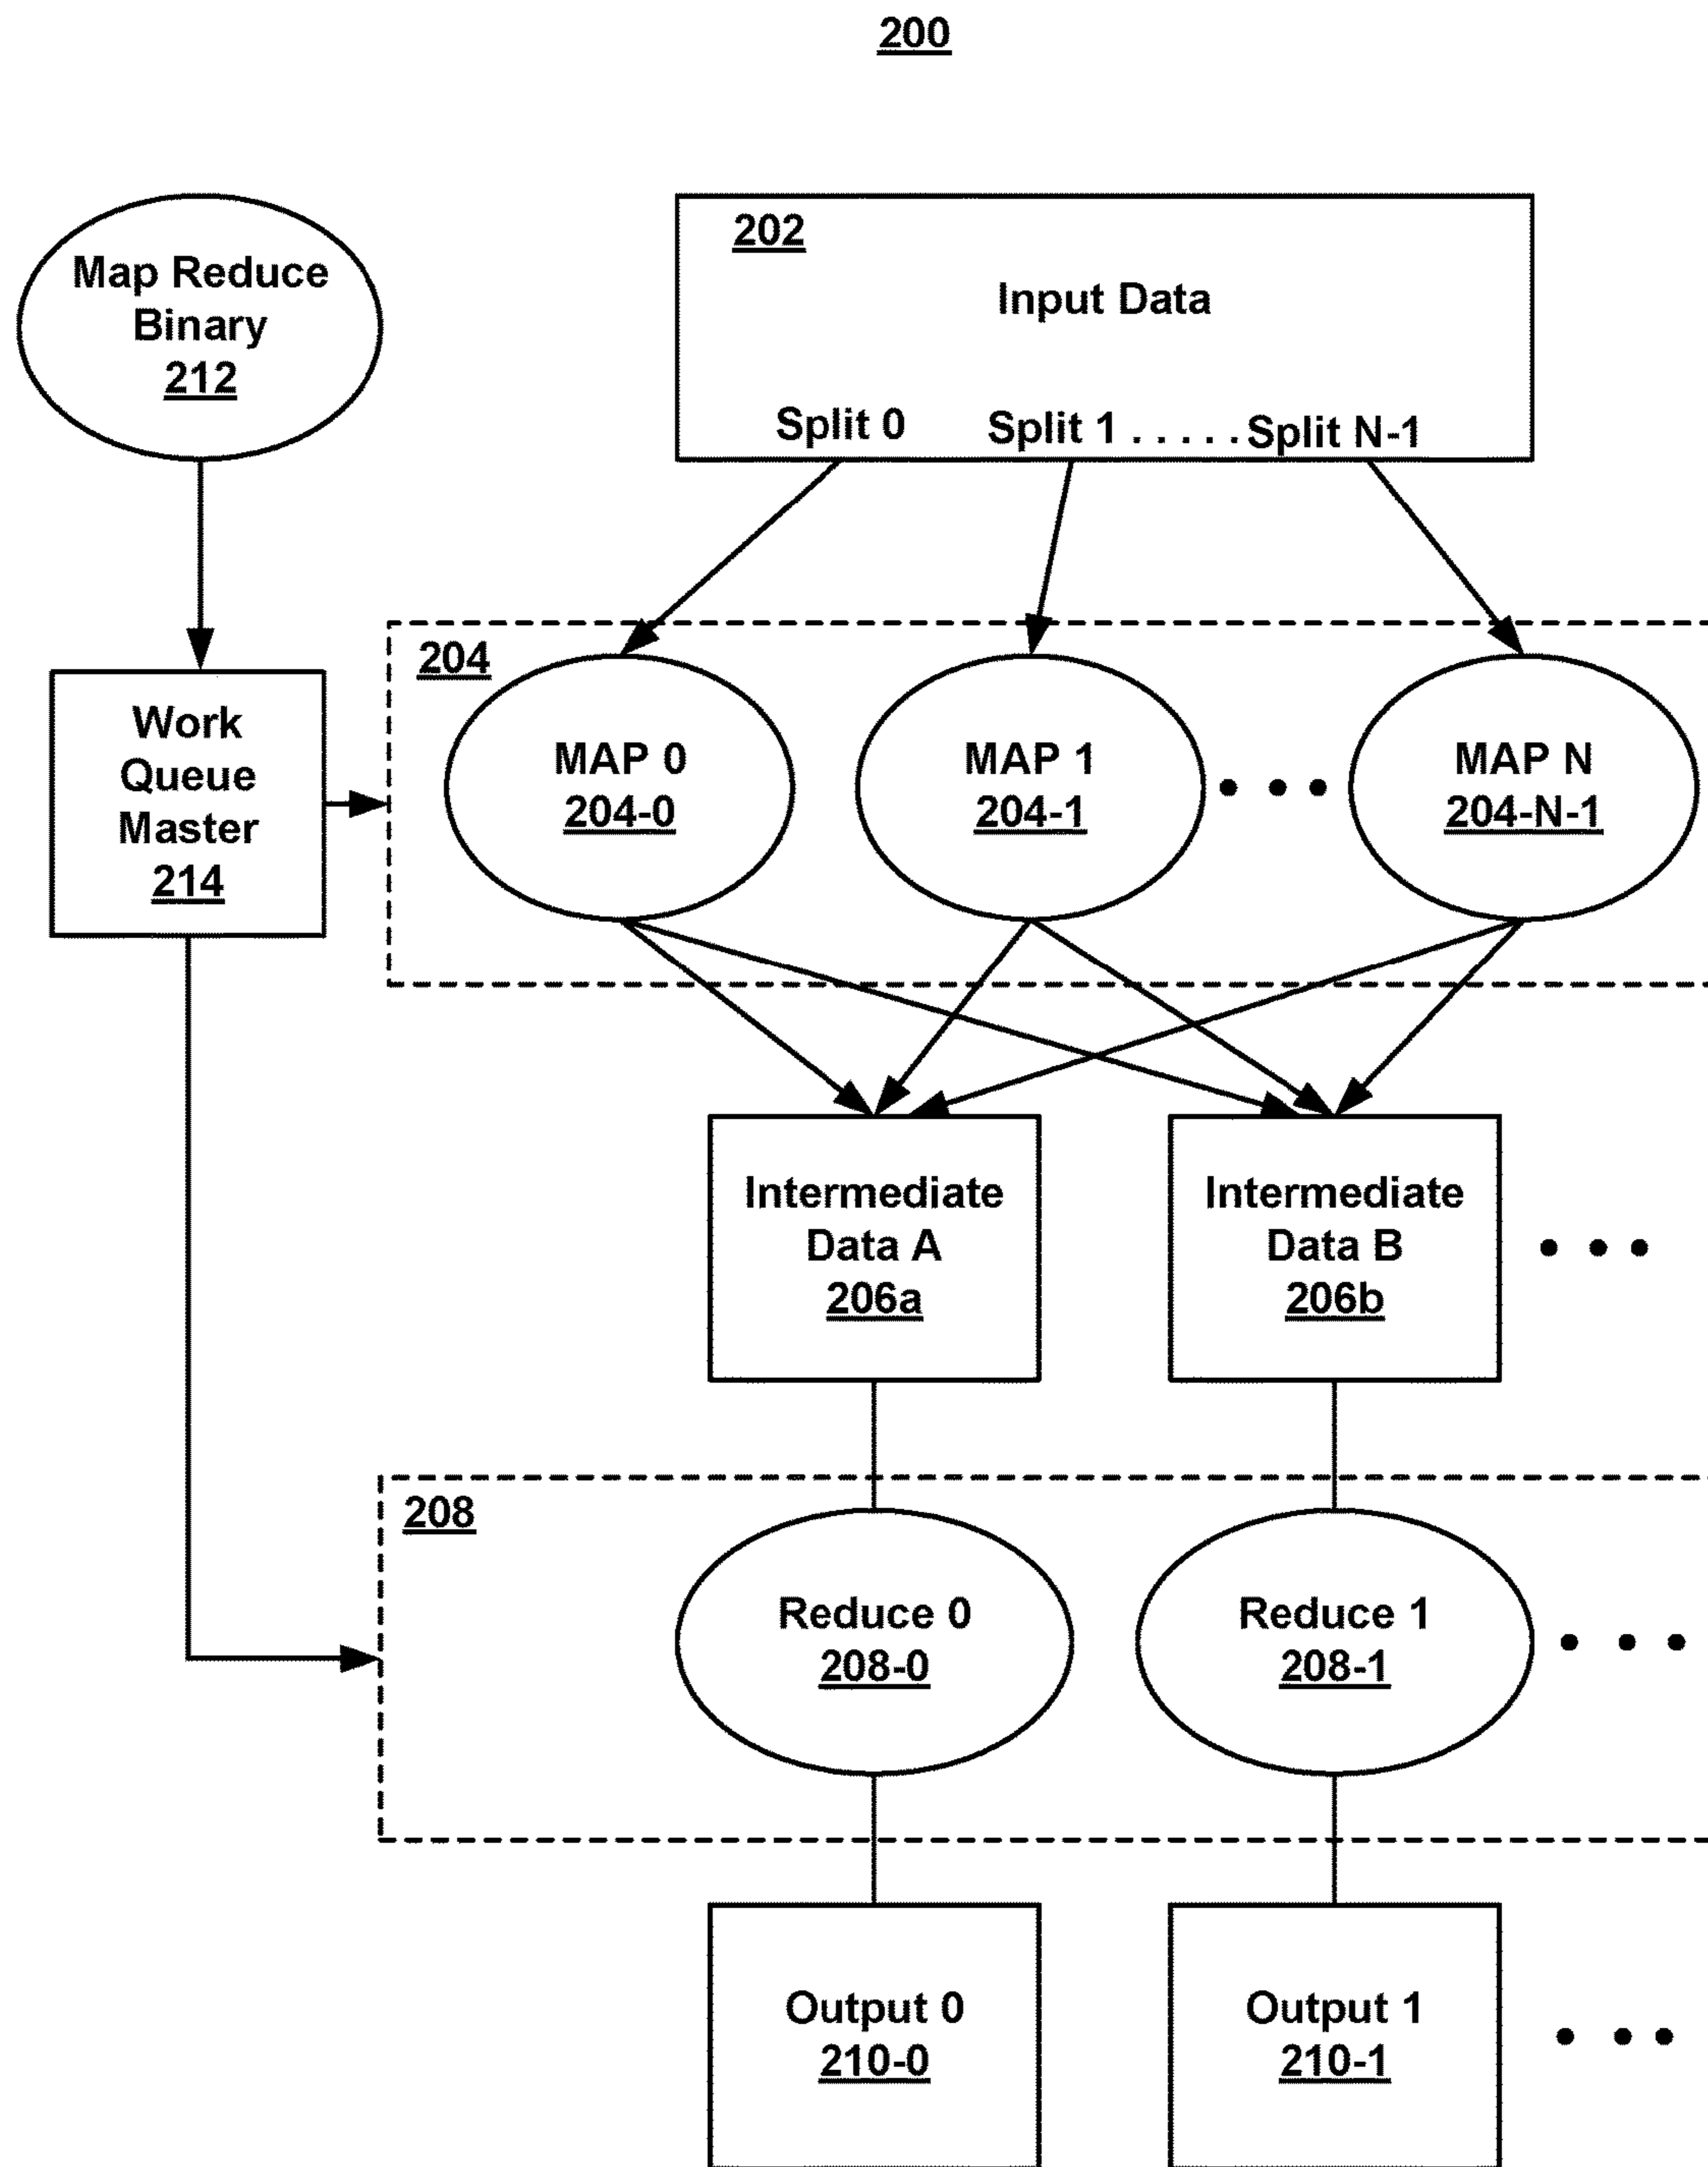 200
Map Reduce
Binary
212
202
Input Data
Split 0 Split 1 . . . . . Split N-1
Work
Queue
Master
214
204
MAP 0
204-0
MAP 1
204-1
MAP N
204-N-1
Intermediate
Data A
206a
Intermediate
Data B
206b
208
Reduce 0
208-0
Reduce 1
208-1
Output 0
210-0
Output 1
210-1